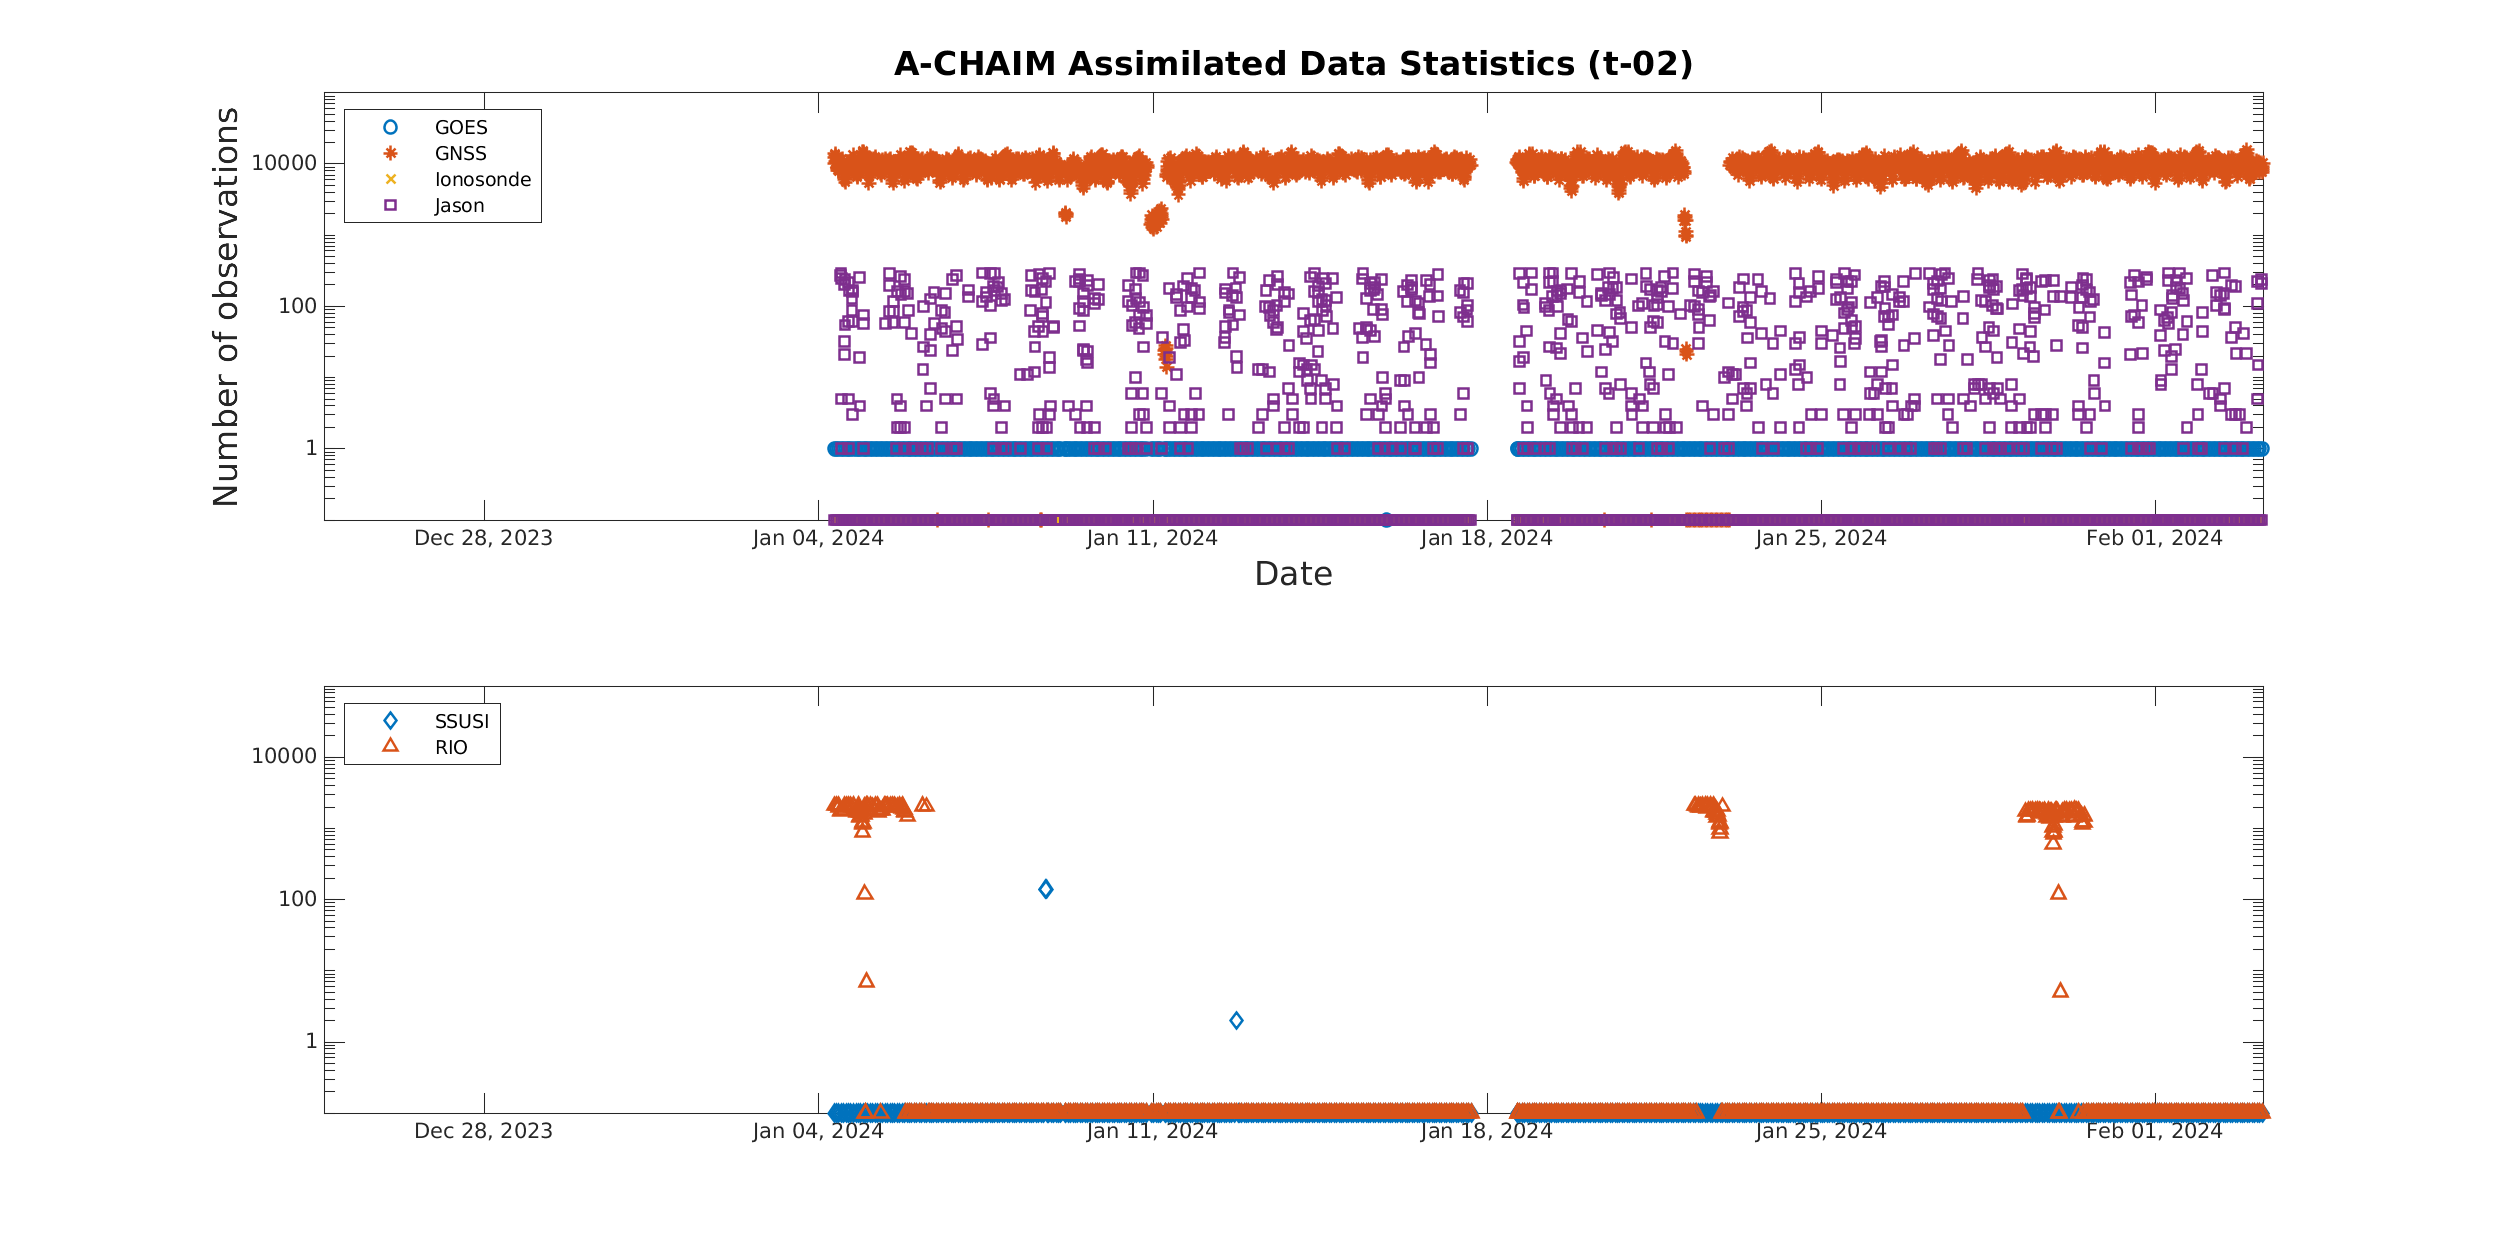 A-CHAIM Assimilated Data Statistics (t-02)
Number of observations
GOES
GNSS
Ionosonde
Jason
10000
100
1
Dec 28, 2023
Jan 04, 2024
Jan 11, 2024
Jan 18, 2024
Jan 25, 2024
Feb 01, 2024
Date
SSUSI
RIO
10000
100
1
Dec 28, 2023
Jan 04, 2024
Jan 11, 2024
Jan 18, 2024
Jan 25, 2024
Feb 01, 2024